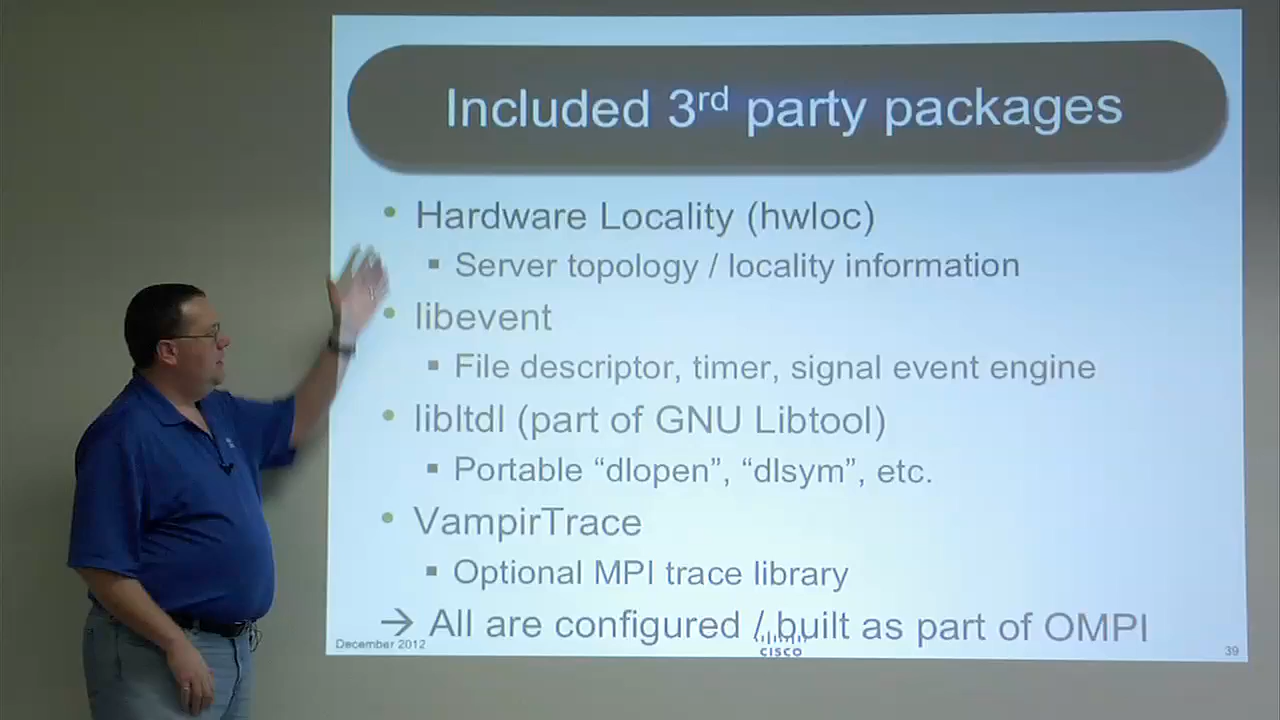 Included 3rd party packages
• Hardware Locality (hwloc)
▪ Server topology / locality information
• libevent
▪ File descriptor, timer, signal event engine
• libltdl (part of GNU Libtool)
▪ Portable “dlopen”, “dlsym”, etc.
• VampirTrace
▪ Optional MPI trace library
→ All are configured / built as part of OMPI
December 2012
CISCO
39